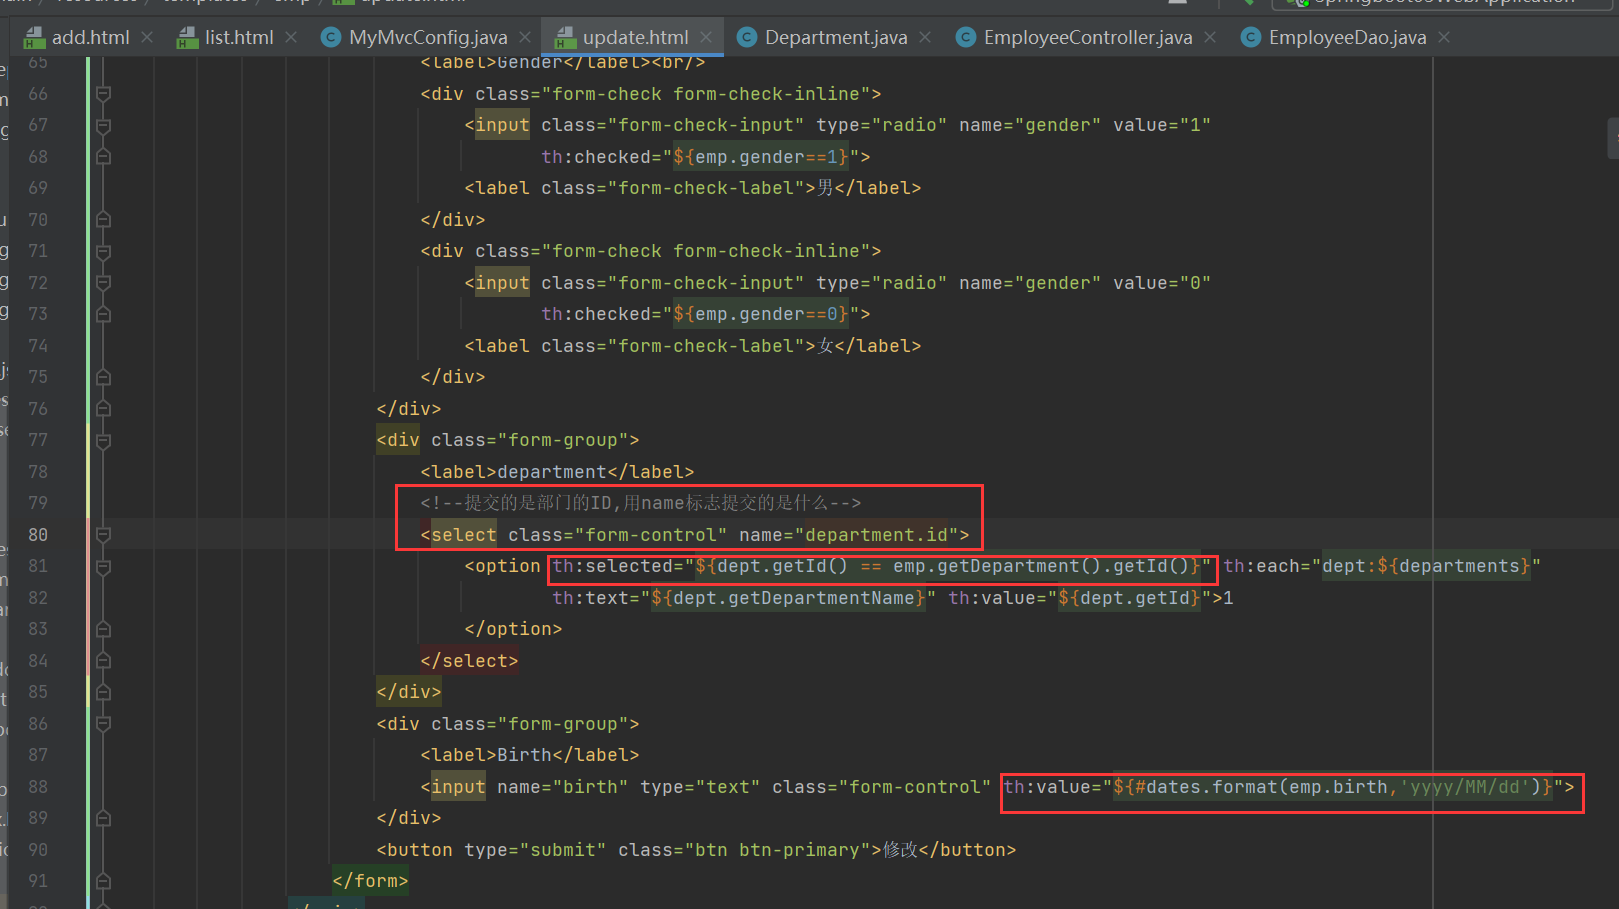 add.html list.html MyMvcConfig.java update.html Department.java EmployeeController.java EmployeeDao.java
65 <label>Gender</label><br/>
66 <div class="form-check form-check-inline">
67 <input class="form-check-input" type="radio" name="gender" value="1"
68 th:checked="${emp.gender==1}">
69 <label class="form-check-label">男</label>
70 </div>
71 <div class="form-check form-check-inline">
72 <input class="form-check-input" type="radio" name="gender" value="0"
73 th:checked="${emp.gender==0}">
74 <label class="form-check-label">女</label>
75 </div>
76 </div>
77 <div class="form-group">
78 <label>department</label>
79 <!--提交的是部门的ID,用name标志提交的是什么-->
80 <select class="form-control" name="department.id">
81 <option th:selected="${dept.getId() == emp.getDepartment().getId()}" th:each="dept:${departments}"
82 th:text="${dept.getDepartmentName}" th:value="${dept.getId}">1
83 </option>
84 </select>
85 </div>
86 <div class="form-group">
87 <label>Birth</label>
88 <input name="birth" type="text" class="form-control" th:value="${#dates.format(emp.birth,'yyyy/MM/dd')}">
89 </div>
90 <button type="submit" class="btn btn-primary">修改</button>
91 </form>